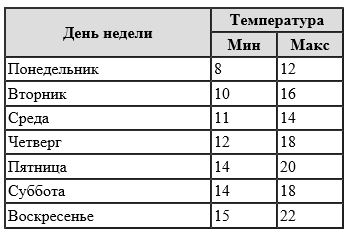 День недели Температура
Мин Макс
Понедельник 8 12
Вторник 10 16
Среда 11 14
Четверг 12 18
Пятница 14 20
Суббота 14 18
Воскресенье 15 22